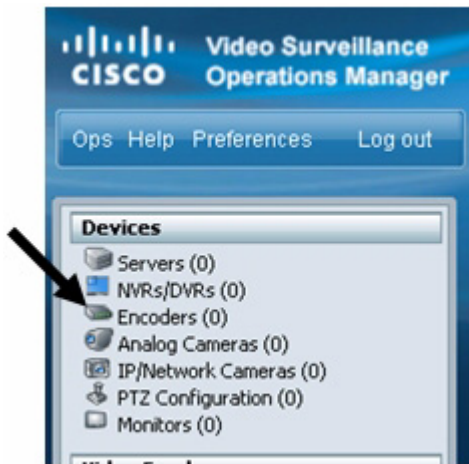 CISCO
Video Surveillance
Operations Manager
Ops Help Preferences Log out
Devices
Servers (0)
NVRs/DVRs (0)
Encoders (0)
Analog Cameras (0)
IP/Network Cameras (0)
PTZ Configuration (0)
Monitors (0)